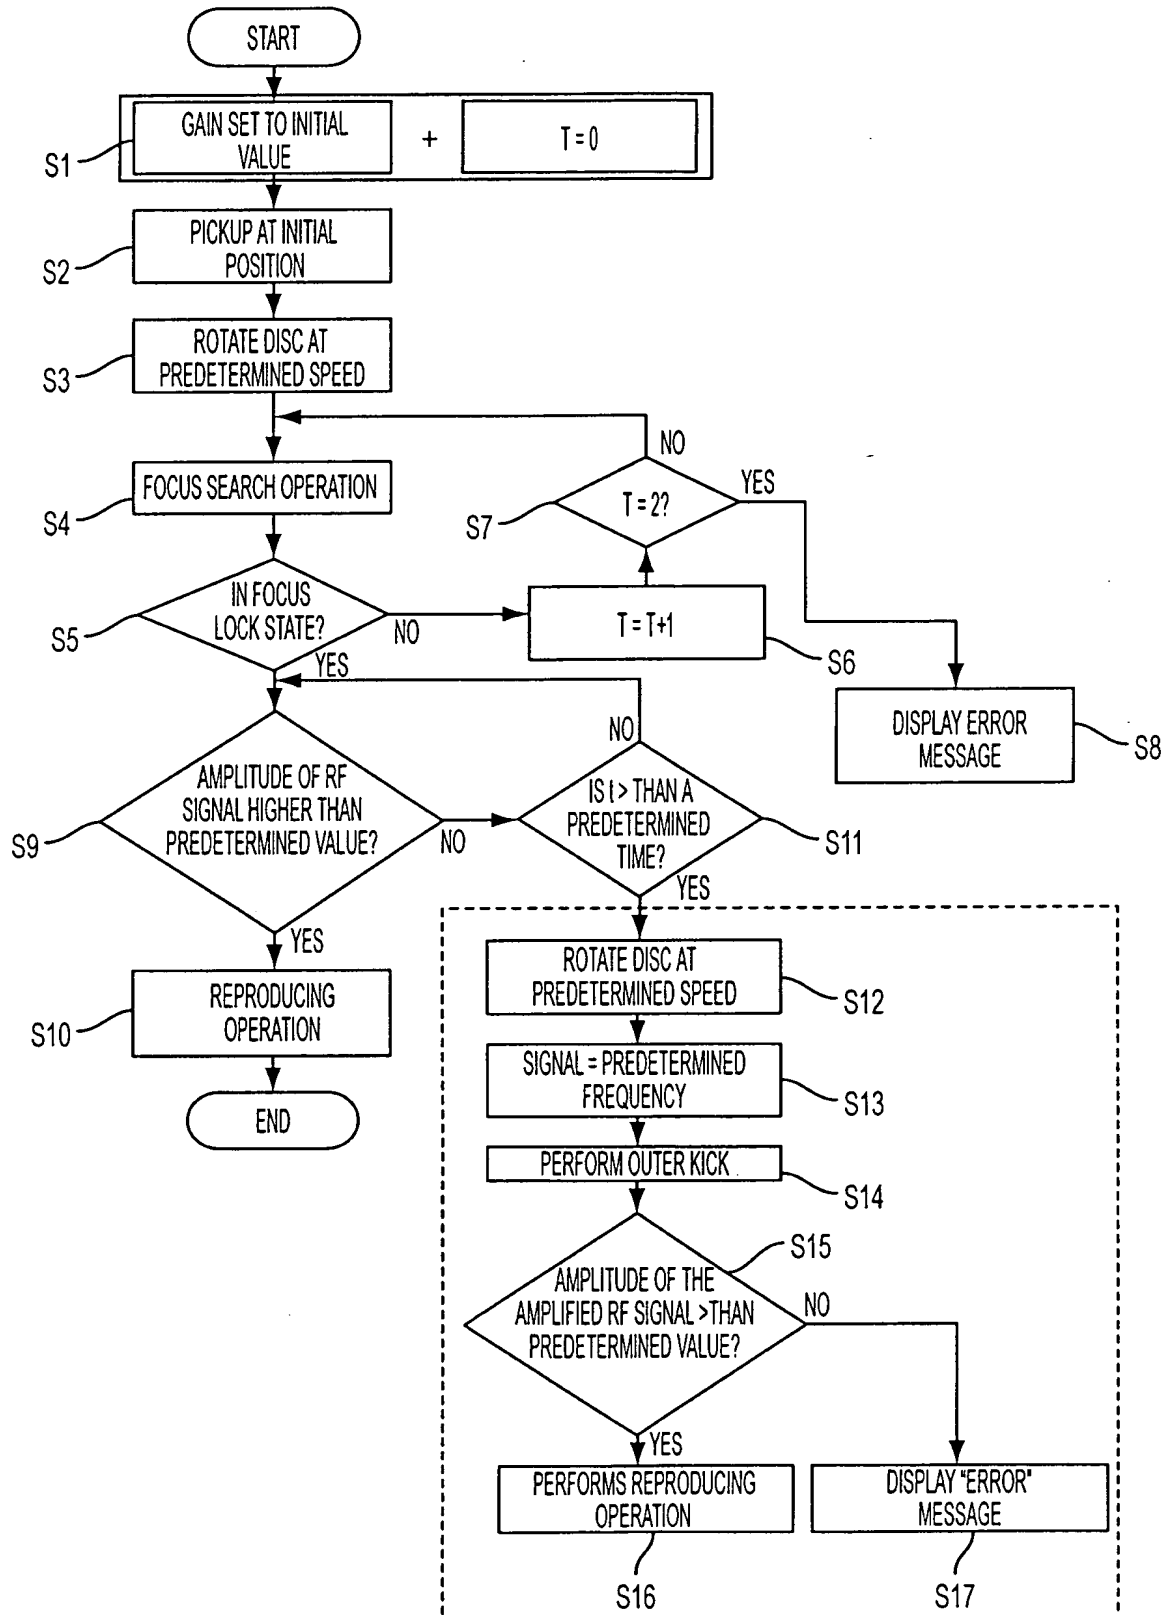 START
GAIN SET TO INITIAL
VALUE
+
T = 0
S1
PICKUP AT INITIAL
POSITION
S2
ROTATE DISC AT
PREDETERMINED SPEED
S3
NO
FOCUS SEARCH OPERATION
S4
T = 2?
YES
S7
IN FOCUS
LOCK STATE?
S5
NO
T = T+1
S6
YES
DISPLAY ERROR
MESSAGE
S8
NO
AMPLITUDE OF RF
SIGNAL HIGHER THAN
PREDETERMINED VALUE?
S9
NO
IS t > THAN A
PREDETERMINED
TIME?
S11
YES
YES
REPRODUCING
OPERATION
S10
END
ROTATE DISC AT
PREDETERMINED SPEED
S12
SIGNAL = PREDETERMINED
FREQUENCY
S13
PERFORM OUTER KICK
S14
S15
AMPLITUDE OF THE
AMPLIFIED RF SIGNAL >THAN
PREDETERMINED VALUE?
NO
YES
PERFORMS REPRODUCING
OPERATION
S16
DISPLAY "ERROR"
MESSAGE
S17